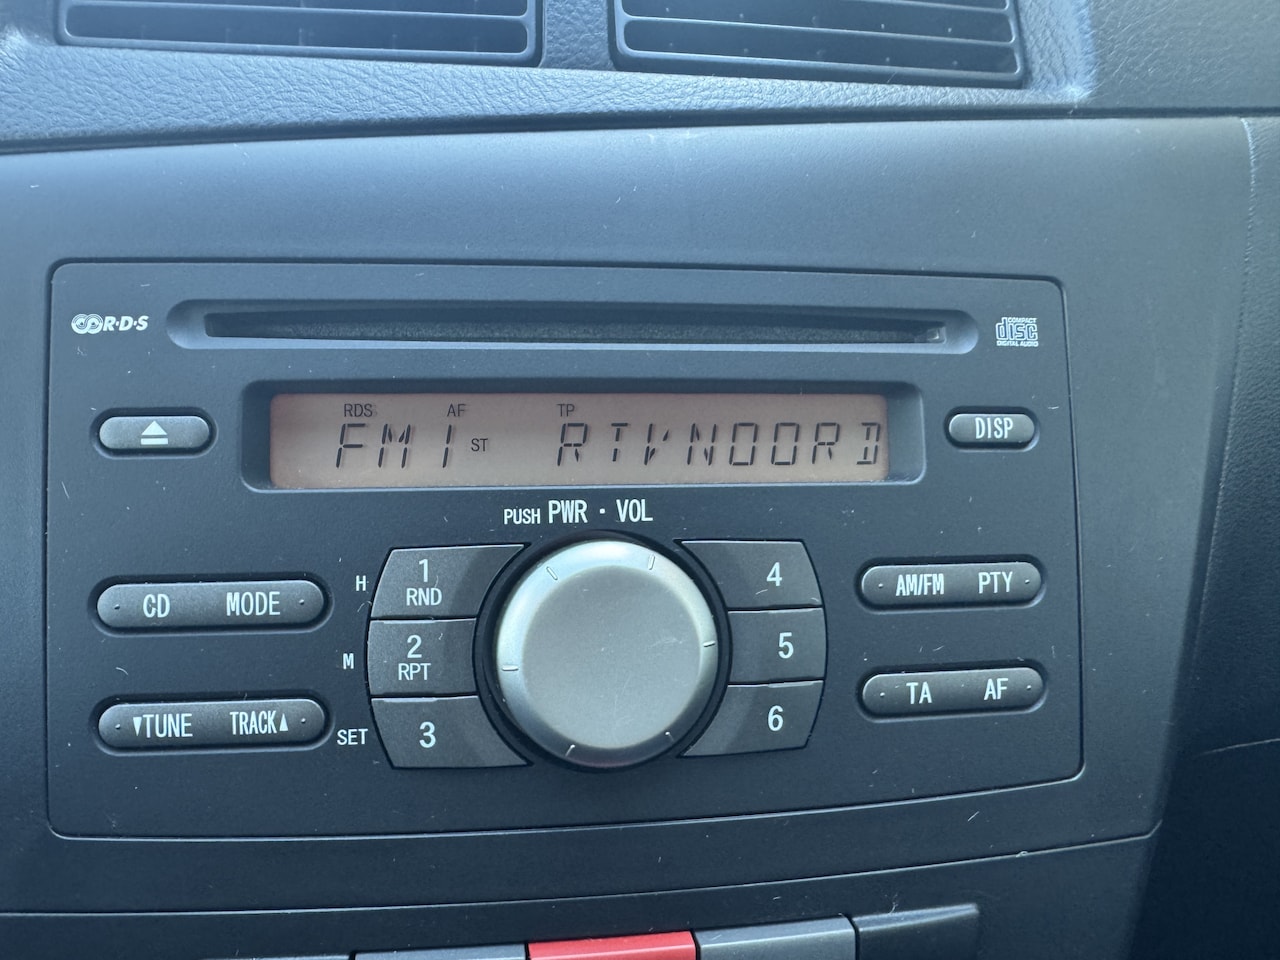 R·D·S
COMPACT
disc
DIGITAL AUDIO
RDS AF TP
FM1 ST RTVNOORD
DISP
PUSH PWR · VOL
H 1 RND
4
AM/FM PTY
CD MODE
M 2 RPT
5
▼TUNE TRACK▲
SET 3
6
TA AF